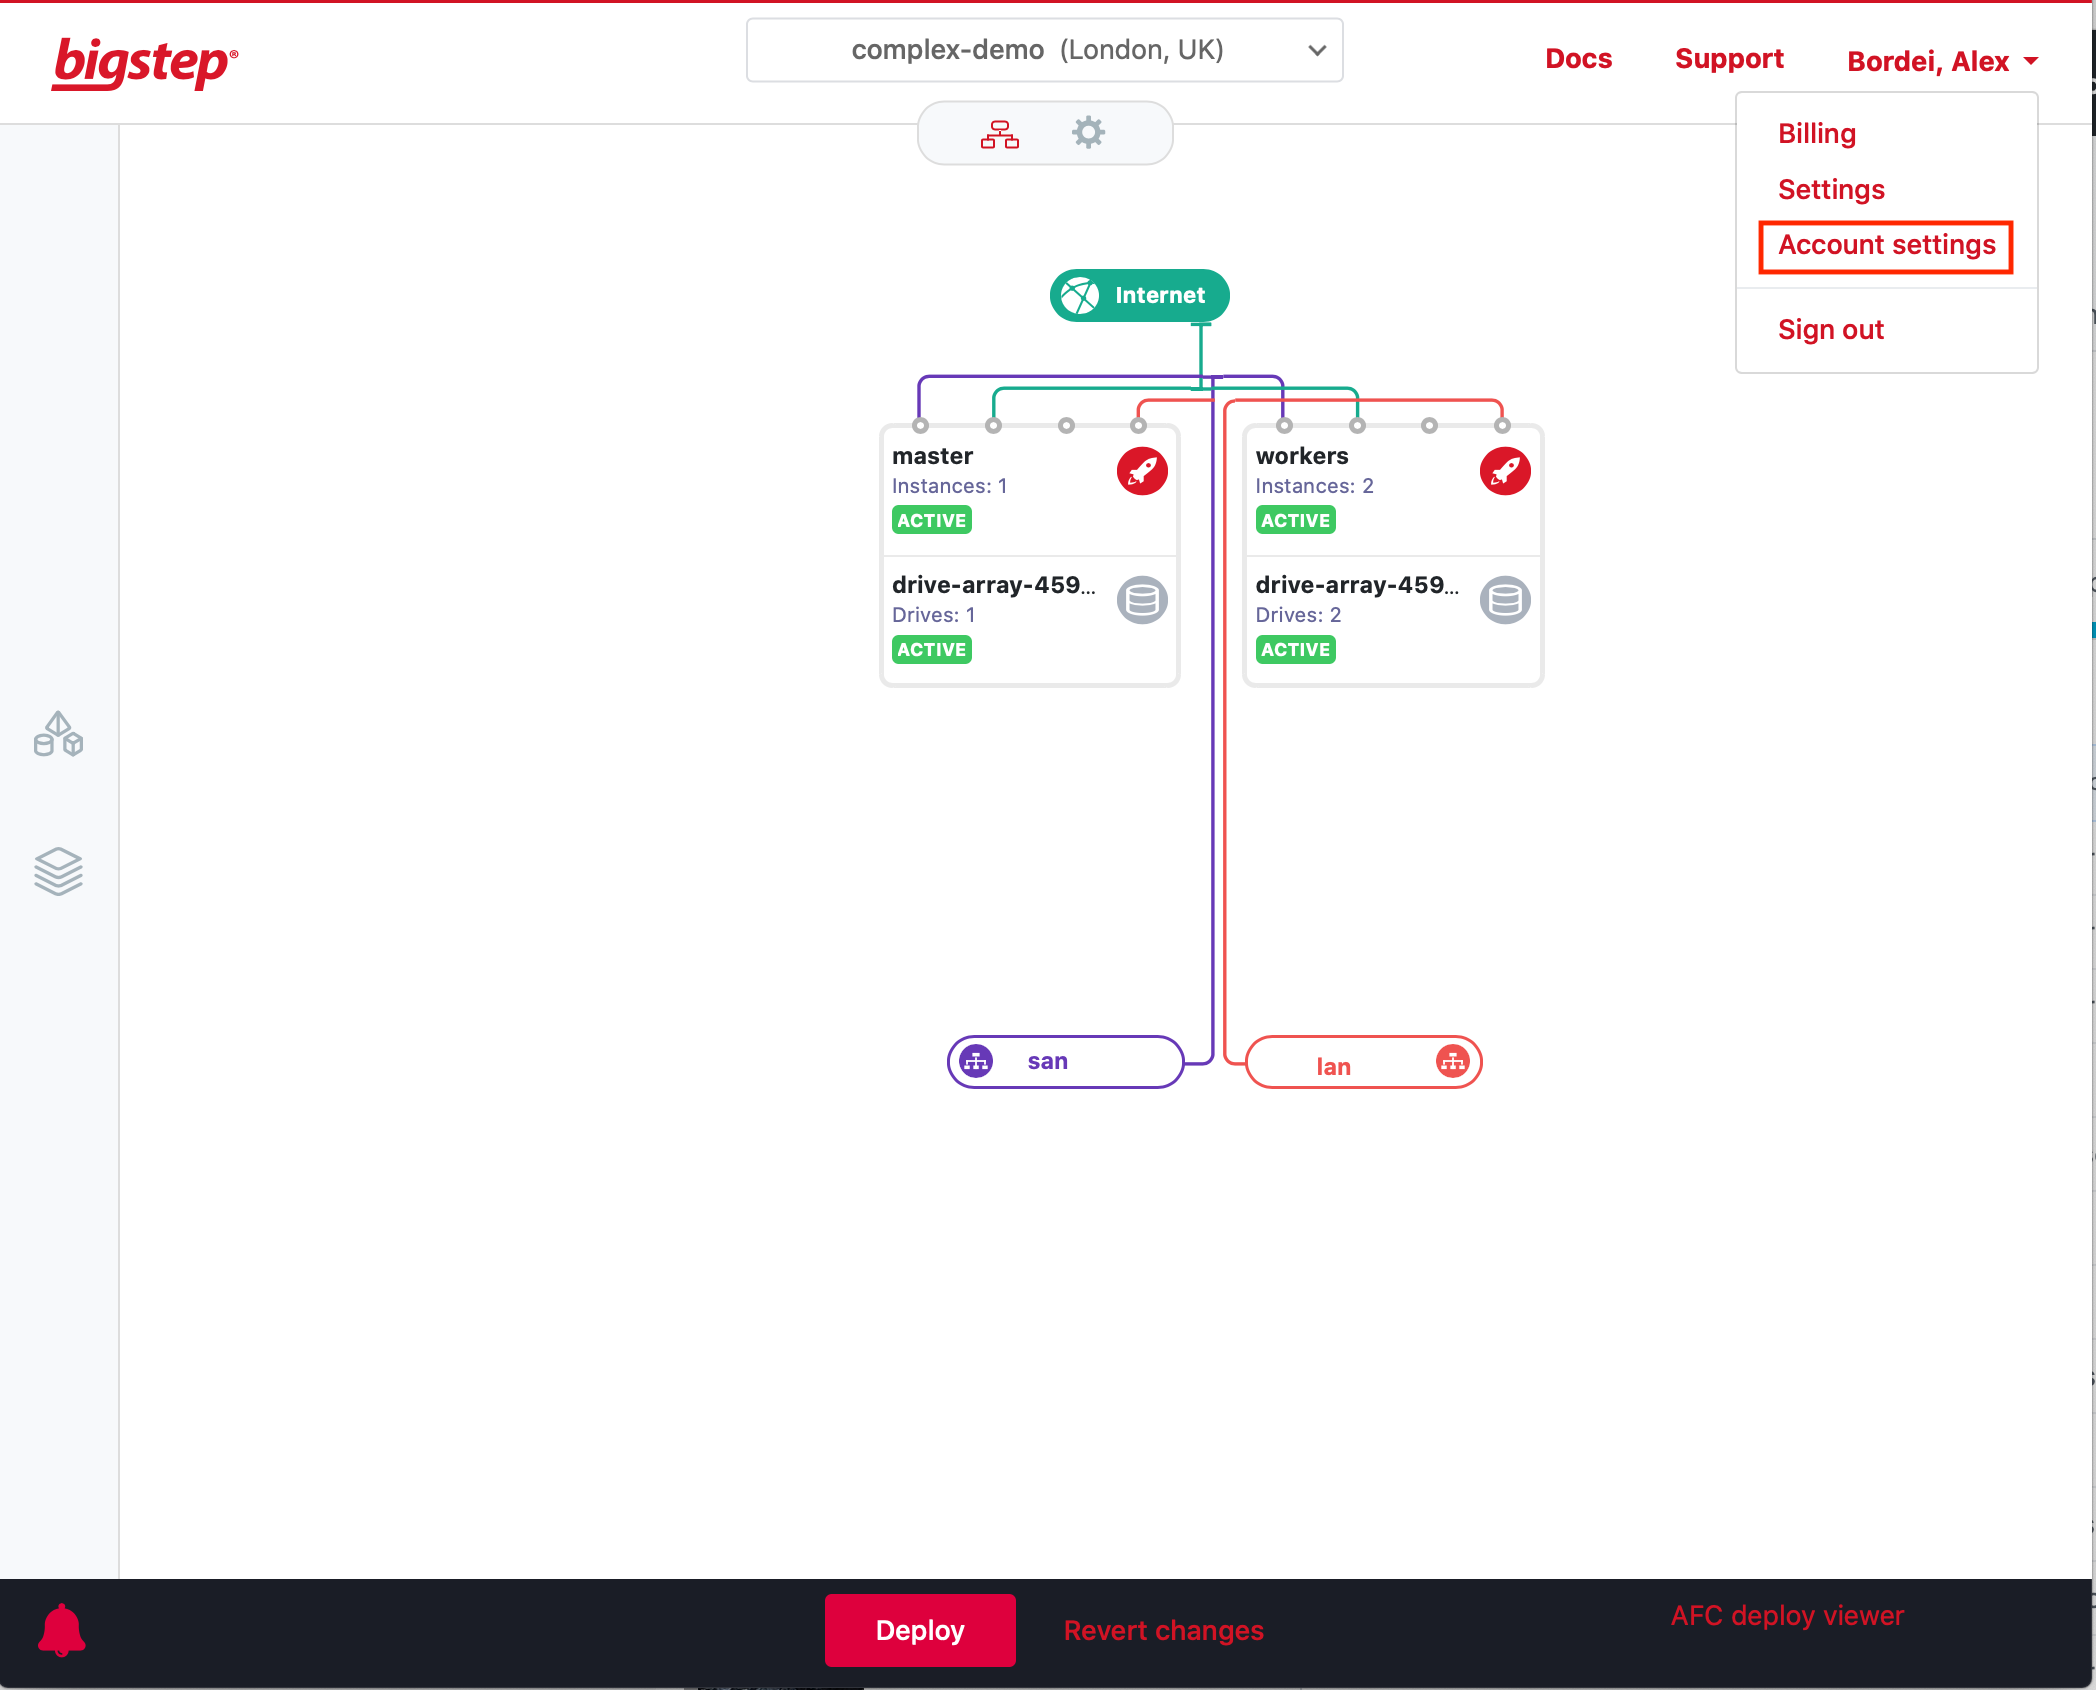 bigstep®
complex-demo (London, UK)
Docs
Support
Bordei, Alex
Billing
Settings
Account settings
Sign out
Internet
master
Instances: 1
ACTIVE
drive-array-459...
Drives: 1
ACTIVE
workers
Instances: 2
ACTIVE
drive-array-459...
Drives: 2
ACTIVE
san
lan
Deploy
Revert changes
AFC deploy viewer